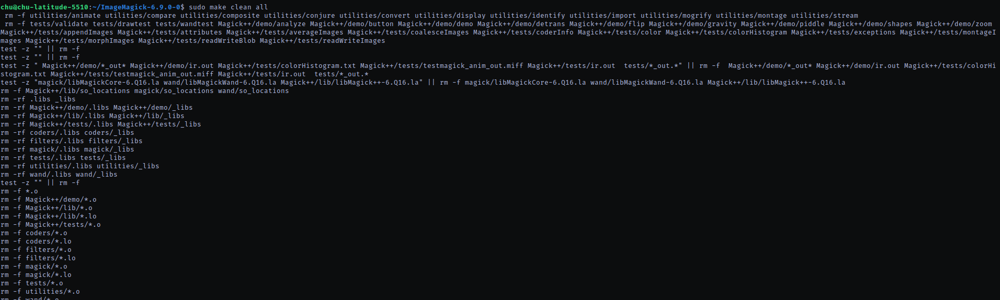 chu@chu-latitude-5510:~/ImageMagick-6.9.0-0$ sudo make clean all
 rm -f utilities/animate utilities/compare utilities/composite utilities/conjure utilities/convert utilities/display utilities/identify utilities/import utilities/mogrify utilities/montage utilities/stream
 rm -f tests/validate tests/drawtest tests/wandtest Magick++/demo/analyze Magick++/demo/button Magick++/demo/demo Magick++/demo/detrans Magick++/demo/flip Magick++/demo/gravity Magick++/demo/piddle Magick++/demo/shapes Magick++/demo/zoom
Magick++/tests/appendImages Magick++/tests/attributes Magick++/tests/averageImages Magick++/tests/coalesceImages Magick++/tests/coderInfo Magick++/tests/color Magick++/tests/colorHistogram Magick++/tests/exceptions Magick++/tests/montageI
mages Magick++/tests/morphImages Magick++/tests/readWriteBlob Magick++/tests/readWriteImages
test -z "" || rm -f
test -z "" || rm -f
test -z " Magick++/demo/*_out* Magick++/demo/ir.out Magick++/tests/colorHistogram.txt Magick++/tests/testmagick_anim_out.miff Magick++/tests/ir.out  tests/*_out.*" || rm -f  Magick++/demo/*_out* Magick++/demo/ir.out Magick++/tests/colorHi
stogram.txt Magick++/tests/testmagick_anim_out.miff Magick++/tests/ir.out  tests/*_out.*
test -z "magick/libMagickCore-6.Q16.la wand/libMagickWand-6.Q16.la Magick++/lib/libMagick++-6.Q16.la" || rm -f magick/libMagickCore-6.Q16.la wand/libMagickWand-6.Q16.la Magick++/lib/libMagick++-6.Q16.la
rm -f Magick++/lib/so_locations magick/so_locations wand/so_locations
rm -rf .libs _libs
rm -rf Magick++/demo/.libs Magick++/demo/_libs
rm -rf Magick++/lib/.libs Magick++/lib/_libs
rm -rf Magick++/tests/.libs Magick++/tests/_libs
rm -rf coders/.libs coders/_libs
rm -rf filters/.libs filters/_libs
rm -rf magick/.libs magick/_libs
rm -rf tests/.libs tests/_libs
rm -rf utilities/.libs utilities/_libs
rm -rf wand/.libs wand/_libs
test -z "" || rm -f
rm -f *.o
rm -f Magick++/demo/*.o
rm -f Magick++/lib/*.o
rm -f Magick++/lib/*.lo
rm -f Magick++/tests/*.o
rm -f coders/*.o
rm -f coders/*.lo
rm -f filters/*.o
rm -f filters/*.lo
rm -f magick/*.o
rm -f magick/*.lo
rm -f tests/*.o
rm -f utilities/*.o
rm -f wand/*.o